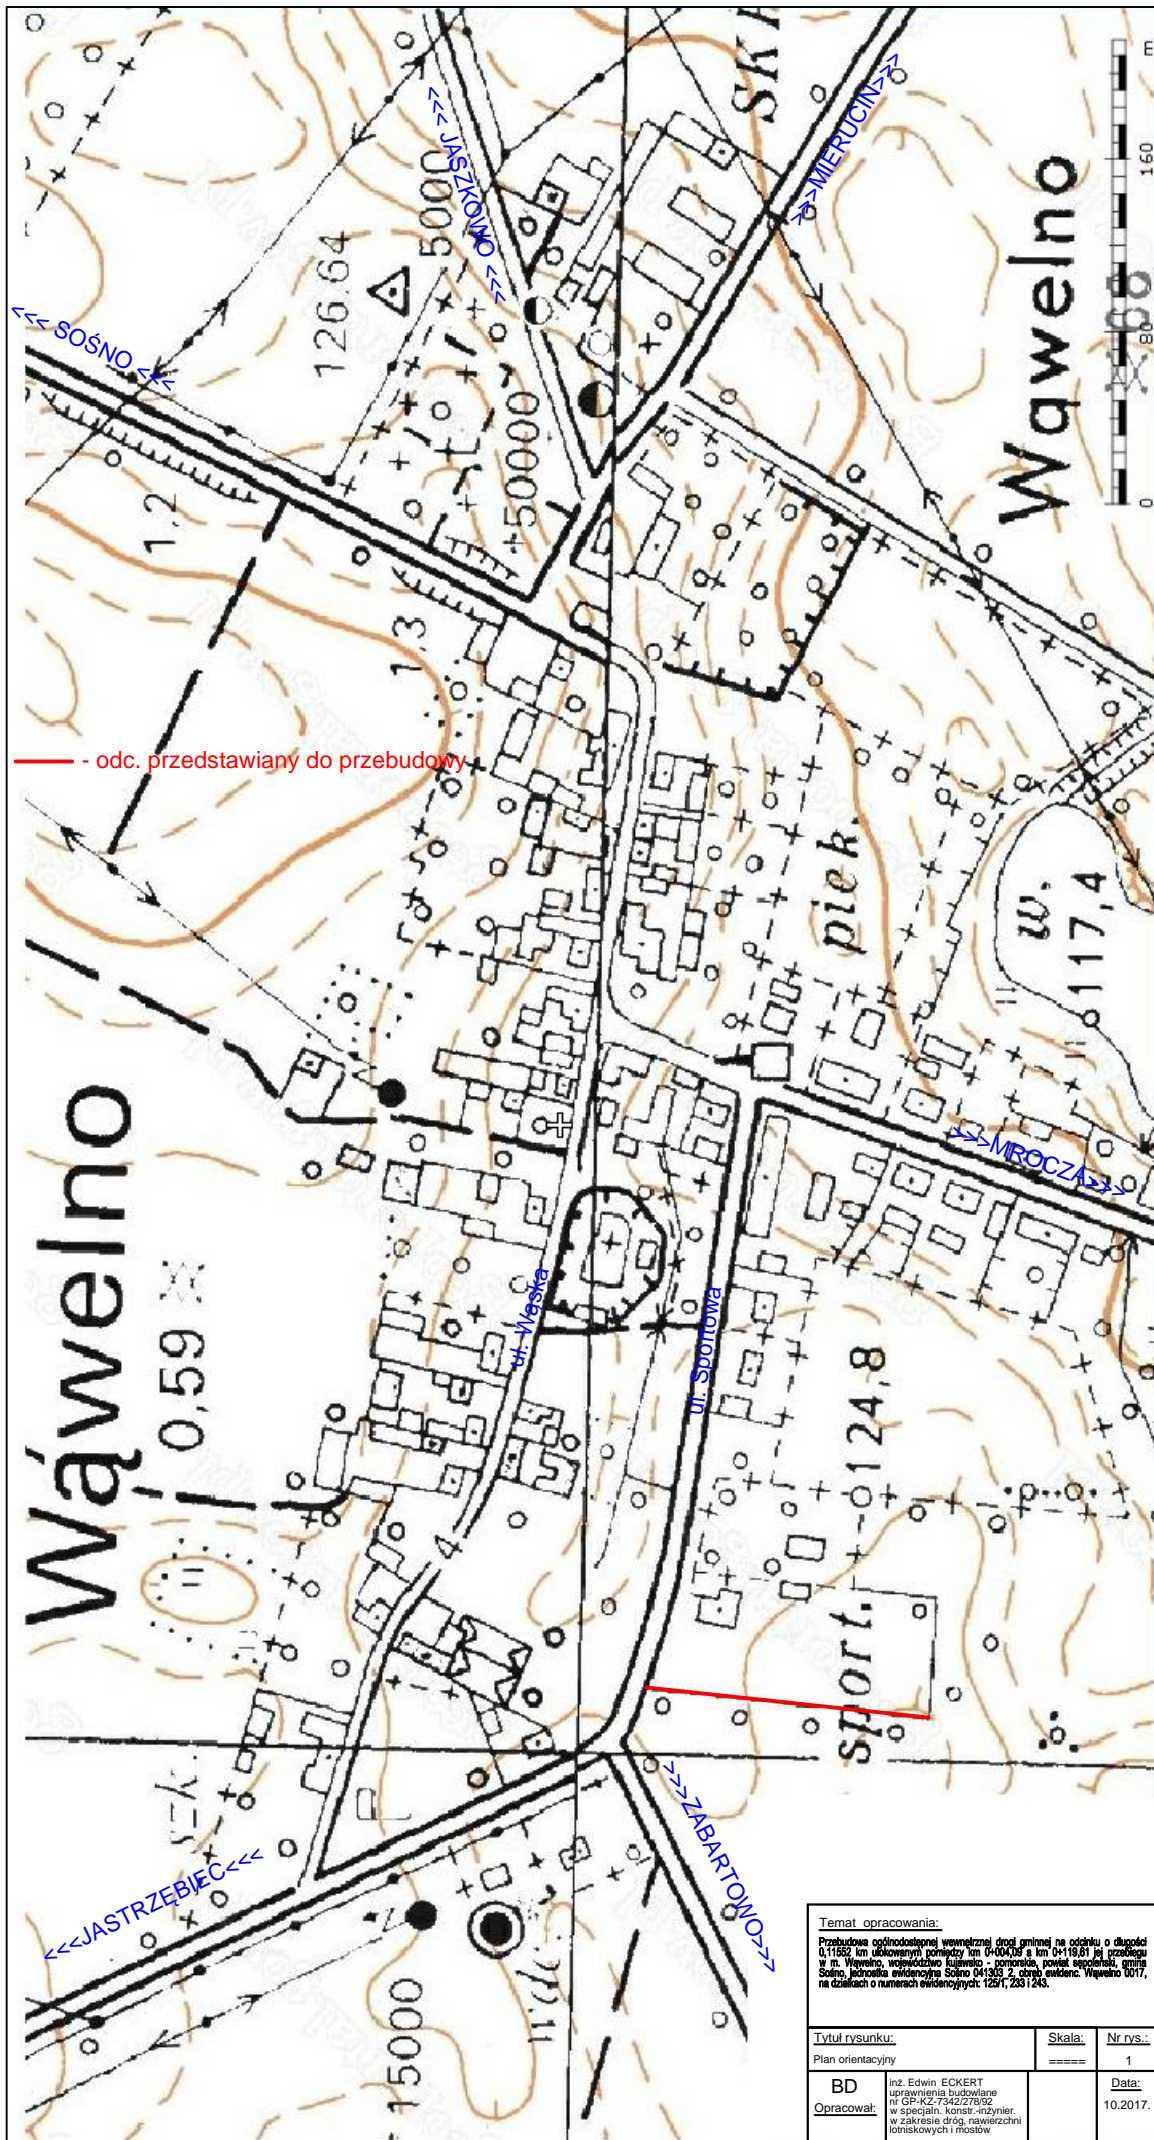 <<< JASZKOWO <<<
>>>MIERUCIN>>>
SKR
5000
126.64
<<< SOŚNO <<<
1,2
+50000
1,3
Wąwelno
0
80
160
m
- odc. przedstawiany do przebudowy
piek.
w.
117,4
Wąwelno
0,59
>>>MROCZA>>>
ul. Wąska
ul. Sportowa
124,8
4
sport.
szk.
<<<JASTRZĘBIEC<<<
>>>ZABARTOWO>>>
15000
Temat opracowania:
Przebudowa ogólnodostępnej wewnętrznej drogi gminnej na odcinku o długości
0,11552 km ulokowanym pomiędzy km 0+004,09 a km 0+119,61 jej przebiegu
w m. Wąwelno, województwo kujawsko - pomorskie, powiat sępoleński, gmina
Sośno, jednostka ewidencyjna Sośno 041303_2, obręb ewidenc. Wąwelno 0017,
na działkach o numerach ewidencyjnych: 125/1, 233 i 243.
Tytuł rysunku:
Plan orientacyjny
Skala:
=====
Nr rys.:
1
BD
Opracował:
inż. Edwin ECKERT
uprawnienia budowlane
nr GP-KZ-7342/278/92
w specjaln. konstr.-inżynier.
w zakresie dróg, nawierzchni
lotniskowych i mostów
Data:
10.2017.